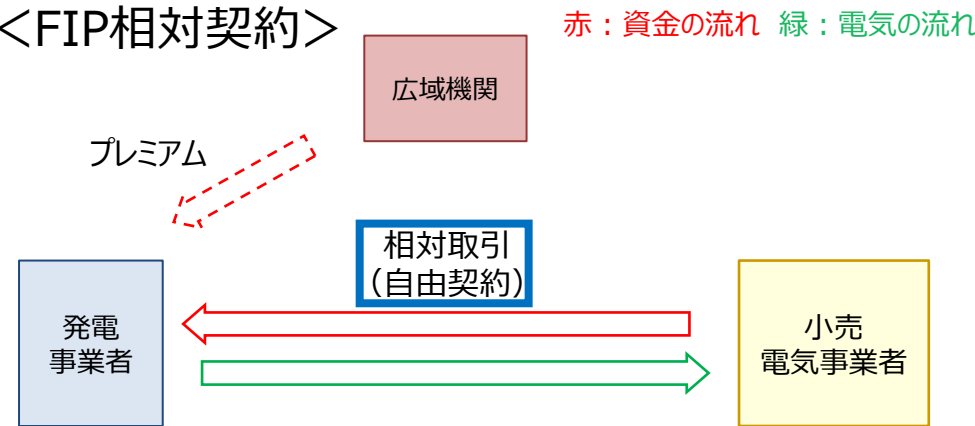 ＜FIP相対契約＞
赤：資金の流れ 緑：電気の流れ
広域機関
プレミアム
相対取引
（自由契約）
発電
事業者
小売
電気事業者